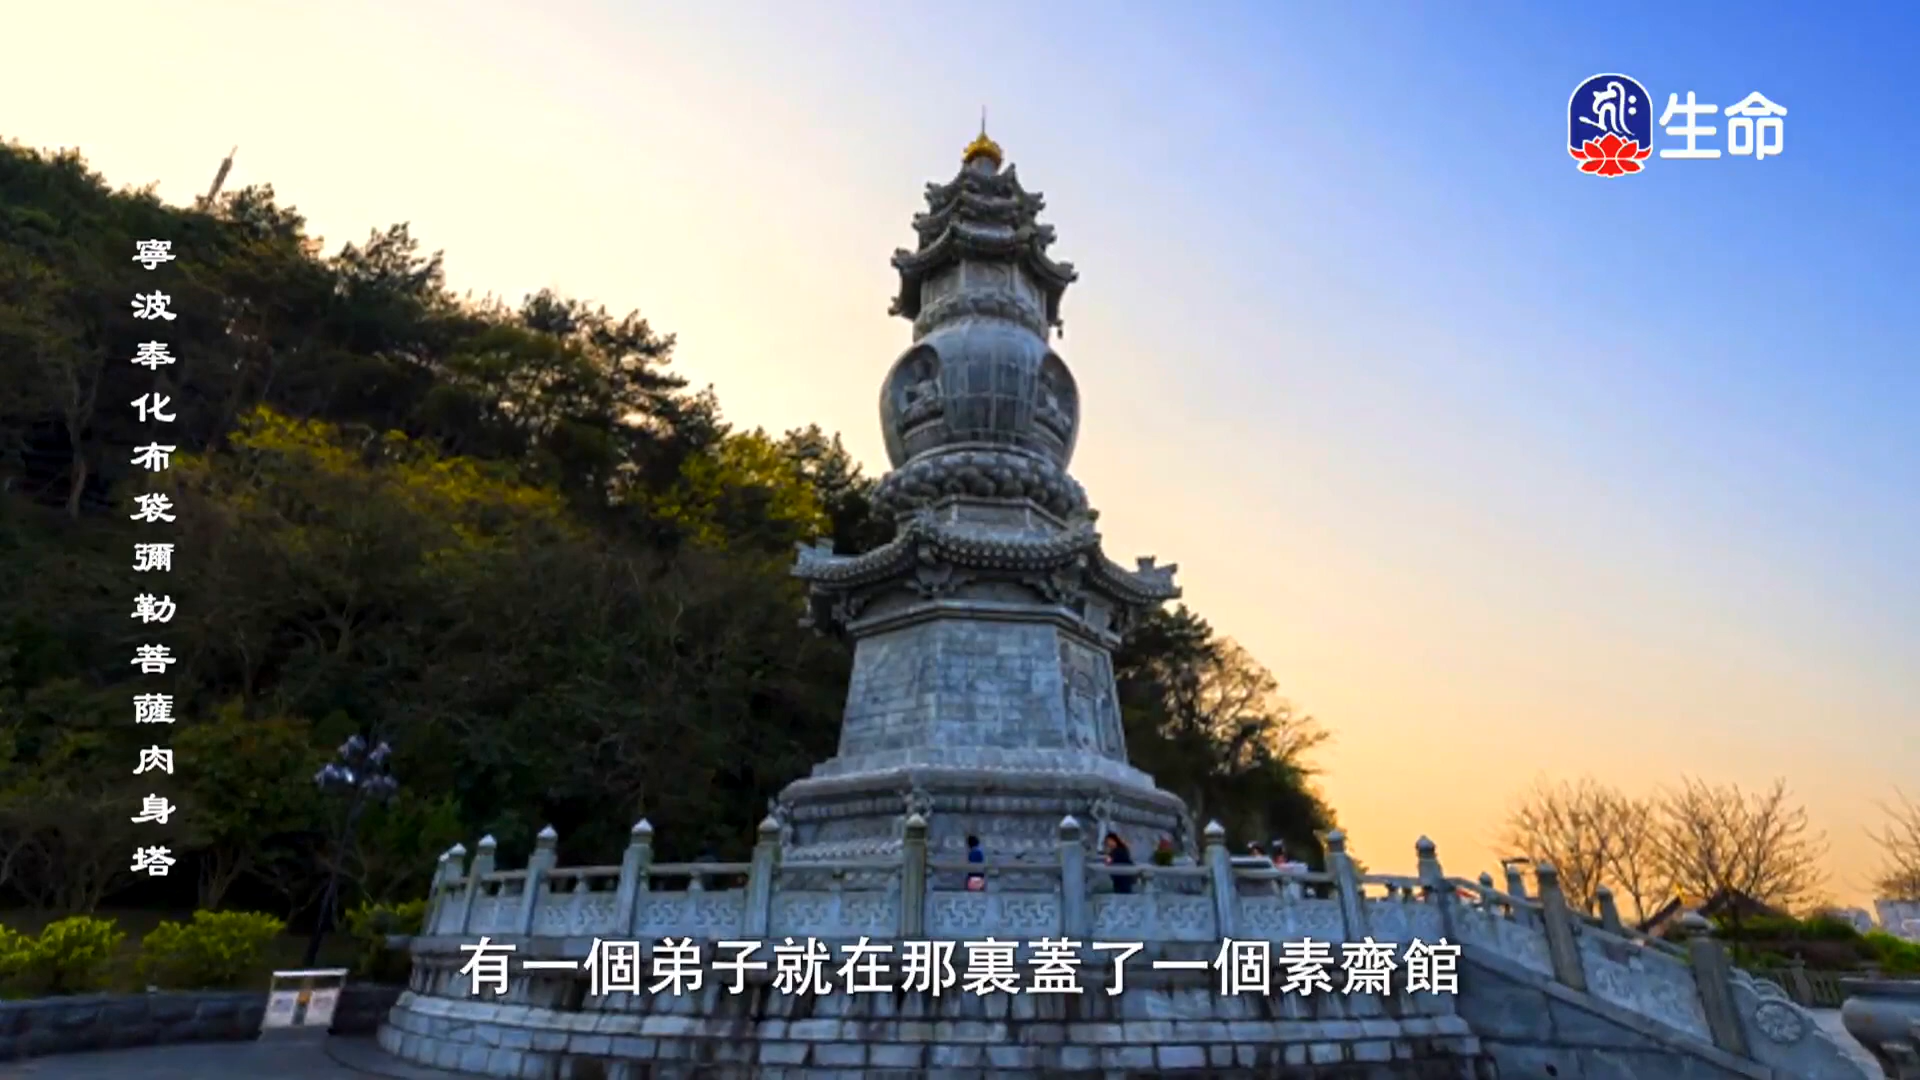 生命
寧波奉化布袋彌勒菩薩肉身塔
有一個弟子就在那裏蓋了一個素齋館